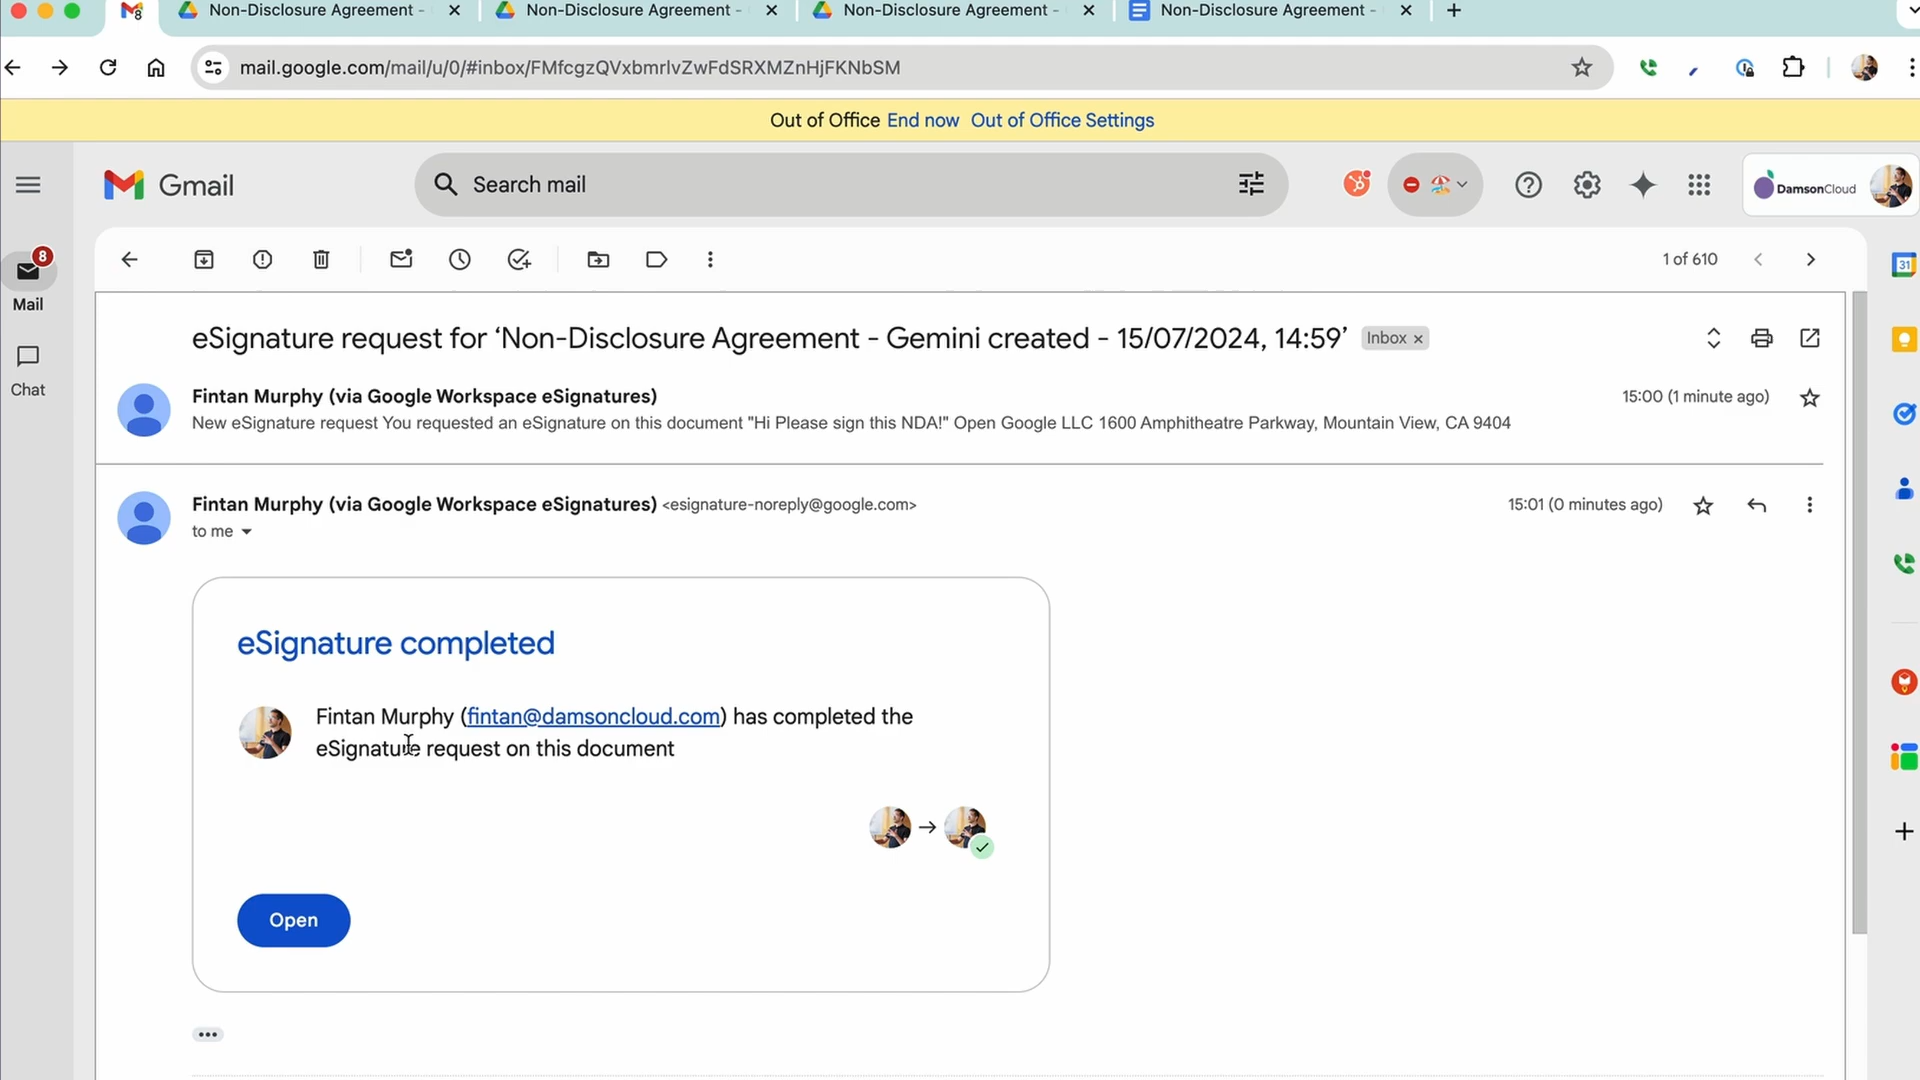 Non-Disclosure Agreement -
Non-Disclosure Agreement -
Non-Disclosure Agreement -
Non-Disclosure Agreement -
mail.google.com/mail/u/0/#inbox/FMfcgzQVxbmrlvZwFdSRXMZnHjFKNbSM
Out of Office End now Out of Office Settings
Gmail
Search mail
DamsonCloud
8
Mail
Chat
1 of 610
31
eSignature request for ‘Non-Disclosure Agreement - Gemini created - 15/07/2024, 14:59’ Inbox ×
Fintan Murphy (via Google Workspace eSignatures)
15:00 (1 minute ago)
New eSignature request You requested an eSignature on this document "Hi Please sign this NDA!" Open Google LLC 1600 Amphitheatre Parkway, Mountain View, CA 9404
Fintan Murphy (via Google Workspace eSignatures) <esignature-noreply@google.com>
15:01 (0 minutes ago)
to me
eSignature completed
Fintan Murphy (fintan@damsoncloud.com) has completed the
eSignature request on this document
Open